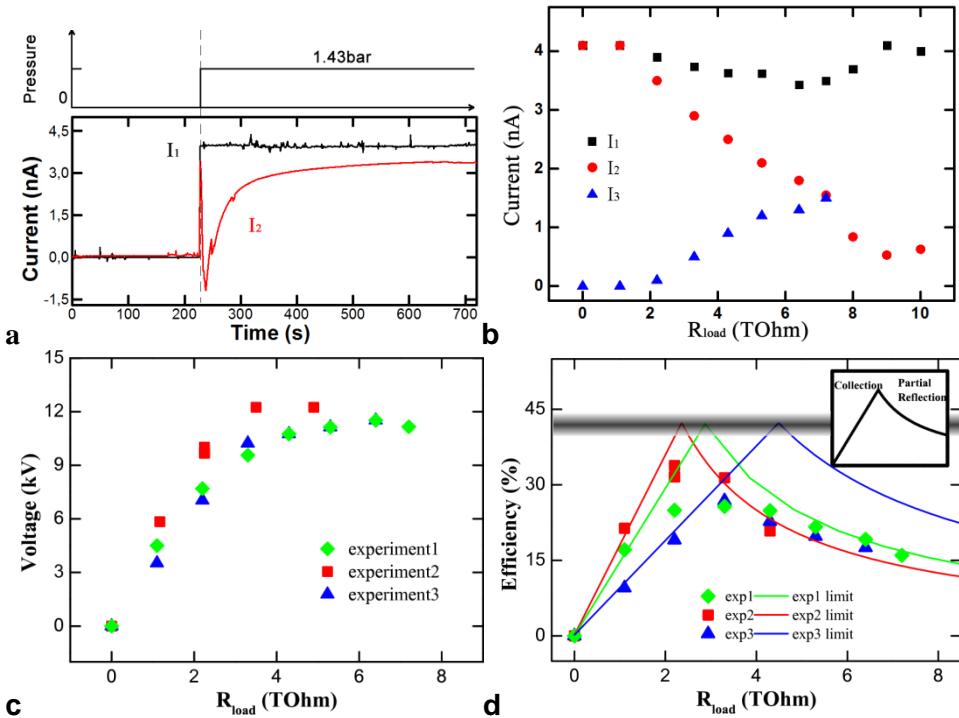 Pressure
0
1.43bar
Current (nA)
4,5
3,0
1,5
0,0
-1,5
I₁
I₂
0 100 200 300 400 500 600 700
Time (s)
a
Current (nA)
4
3
2
1
0
I₁
I₂
I₃
0 2 4 6 8 10
R_load (TOhm)
b
Voltage (kV)
15
12
9
6
3
0
experiment1
experiment2
experiment3
0 2 4 6 8
R_load (TOhm)
c
Efficiency (%)
45
30
15
0
Collection Partial
Reflection
exp1 exp1 limit
exp2 exp2 limit
exp3 exp3 limit
0 2 4 6 8
R_load (TOhm)
d